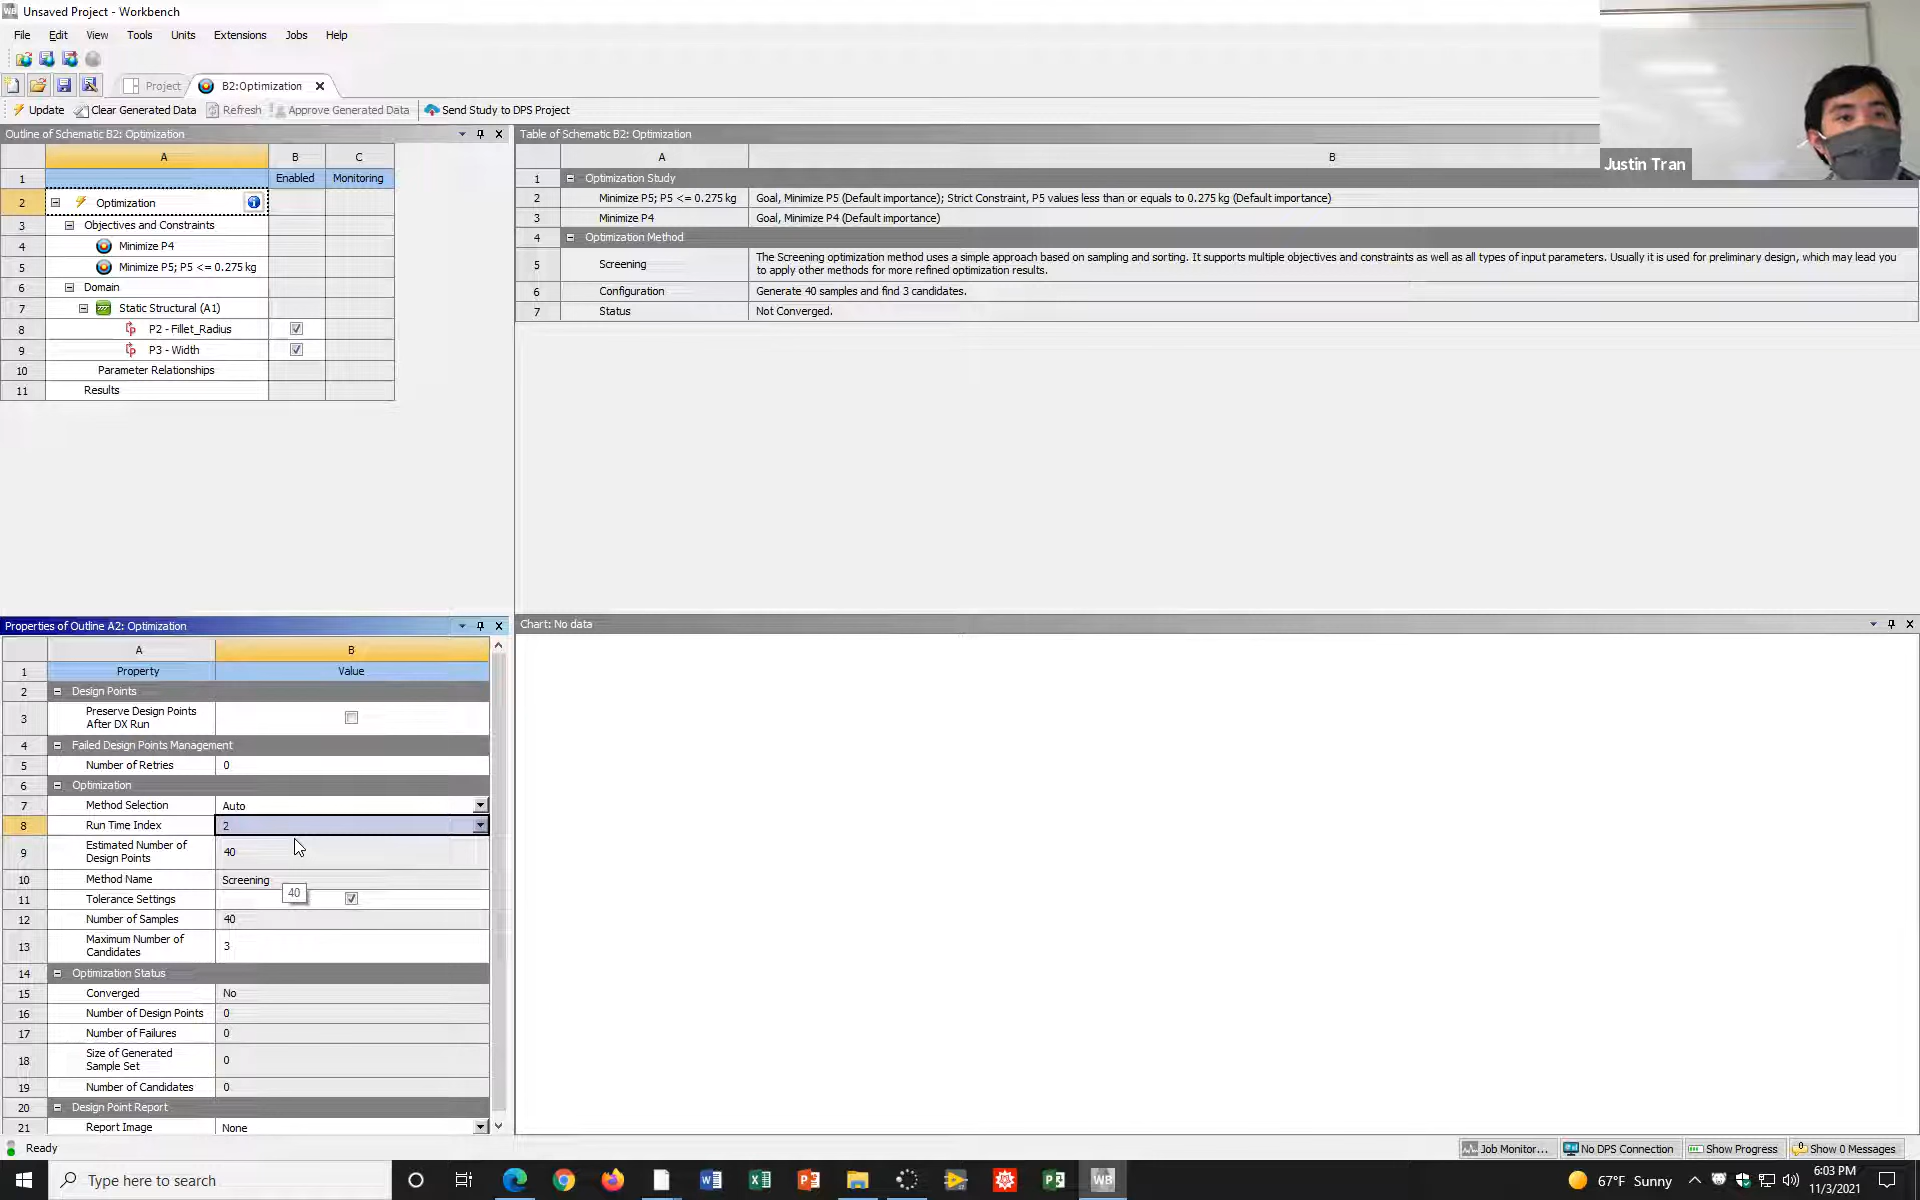 Unsaved Project - Workbench
File Edit View Tools Units Extensions Jobs Help
Project B2:Optimization
Update Clear Generated Data Refresh Approve Generated Data Send Study to DPS Project
Outline of Schematic B2: Optimization
A B C
1 Enabled Monitoring
2 Optimization
3 Objectives and Constraints
4 Minimize P4
5 Minimize P5; P5 <= 0.275 kg
6 Domain
7 Static Structural (A1)
8 P2 - Fillet_Radius
9 P3 - Width
10 Parameter Relationships
11 Results
Table of Schematic B2: Optimization
A B
1 Optimization Study
2 Minimize P5; P5 <= 0.275 kg Goal, Minimize P5 (Default importance); Strict Constraint, P5 values less than or equals to 0.275 kg (Default importance)
3 Minimize P4 Goal, Minimize P4 (Default importance)
4 Optimization Method
5 Screening The Screening optimization method uses a simple approach based on sampling and sorting. It supports multiple objectives and constraints as well as all types of input parameters. Usually it is used for preliminary design, which may lead you
to apply other methods for more refined optimization results.
6 Configuration Generate 40 samples and find 3 candidates.
7 Status Not Converged.
Justin Tran
Properties of Outline A2: Optimization
A B
1 Property Value
2 Design Points
3 Preserve Design Points
After DX Run
4 Failed Design Points Management
5 Number of Retries 0
6 Optimization
7 Method Selection Auto
8 Run Time Index 2
9 Estimated Number of
Design Points 40
10 Method Name Screening
40
11 Tolerance Settings
12 Number of Samples 40
13 Maximum Number of
Candidates 3
14 Optimization Status
15 Converged No
16 Number of Design Points 0
17 Number of Failures 0
18 Size of Generated
Sample Set 0
19 Number of Candidates 0
20 Design Point Report
21 Report Image None
Chart: No data
Ready
Job Monitor... No DPS Connection Show Progress Show 0 Messages
Type here to search
67°F Sunny
6:03 PM
11/3/2021